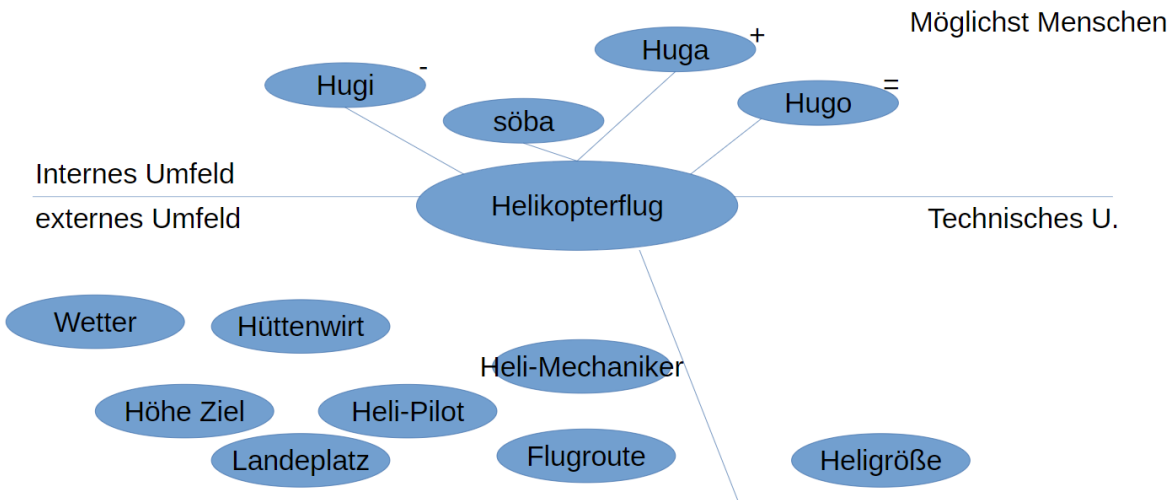 Möglichst Menschen
+
Huga
-
Hugi
=
Hugo
söba
Internes Umfeld
Helikopterflug
externes Umfeld
Technisches U.
Wetter
Hüttenwirt
Heli-Mechaniker
Höhe Ziel
Heli-Pilot
Landeplatz
Flugroute
Heligröße